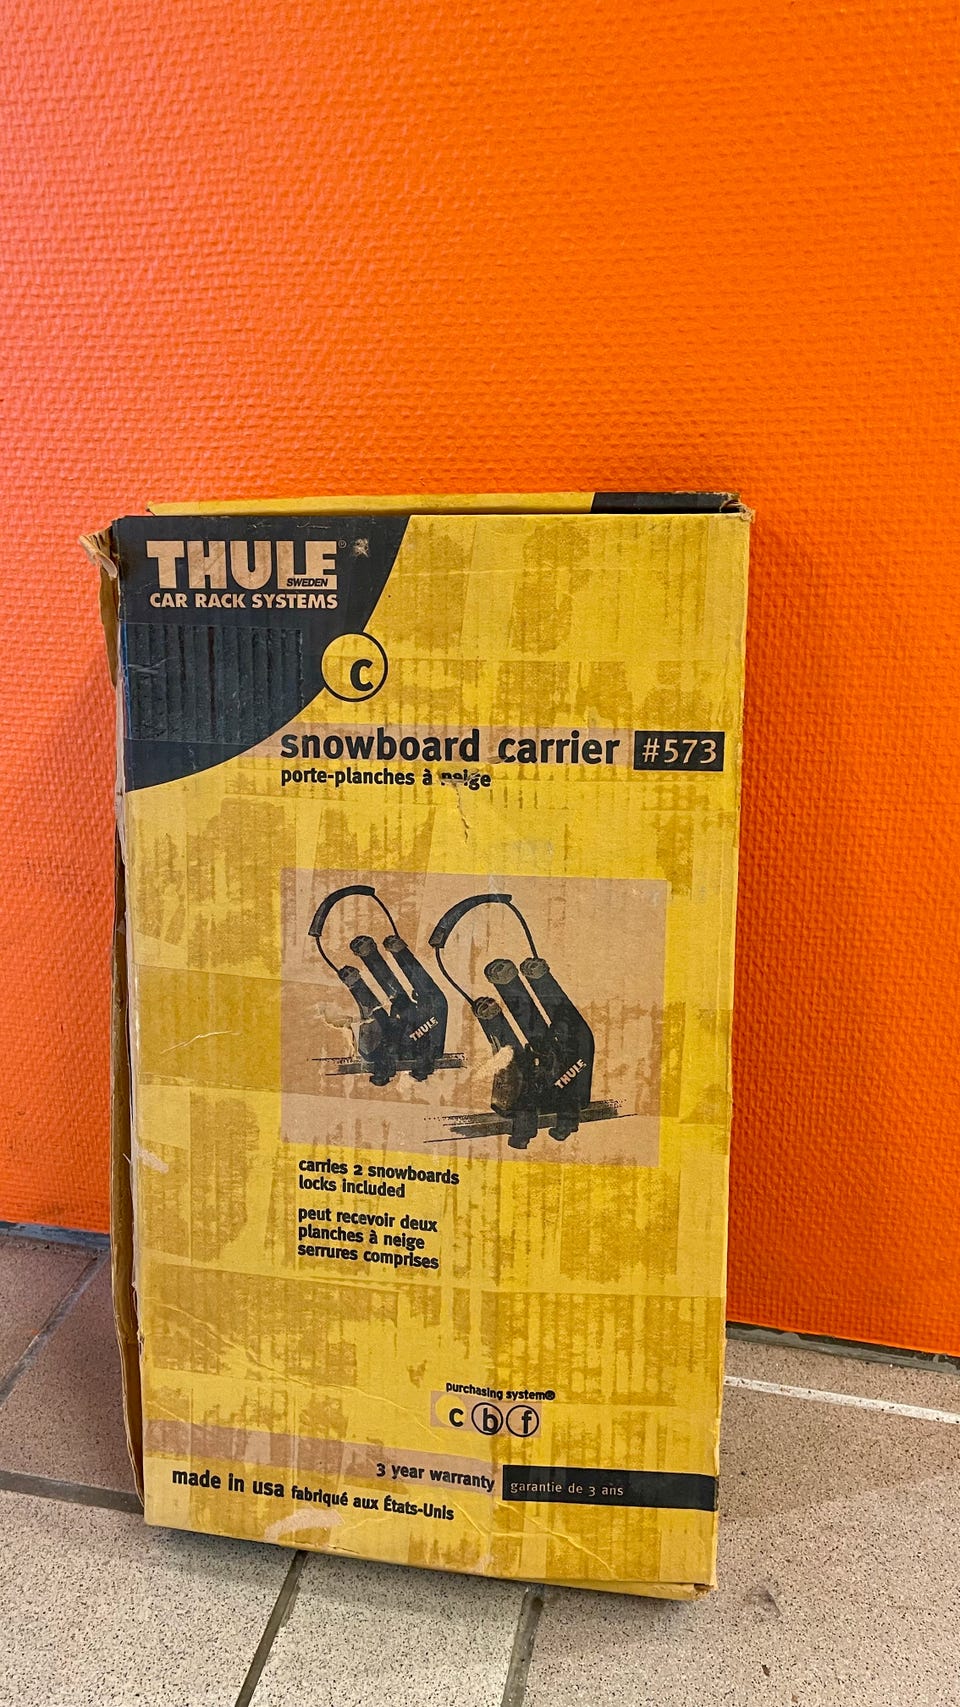 THULE®
SWEDEN
CAR RACK SYSTEMS
c
snowboard carrier #573
porte-planches à neige
THULE
THULE
carries 2 snowboards
locks included
peut recevoir deux
planches à neige
serrures comprises
purchasing system®
c b f
3 year warranty garantie de 3 ans
made in usa fabriqué aux États-Unis